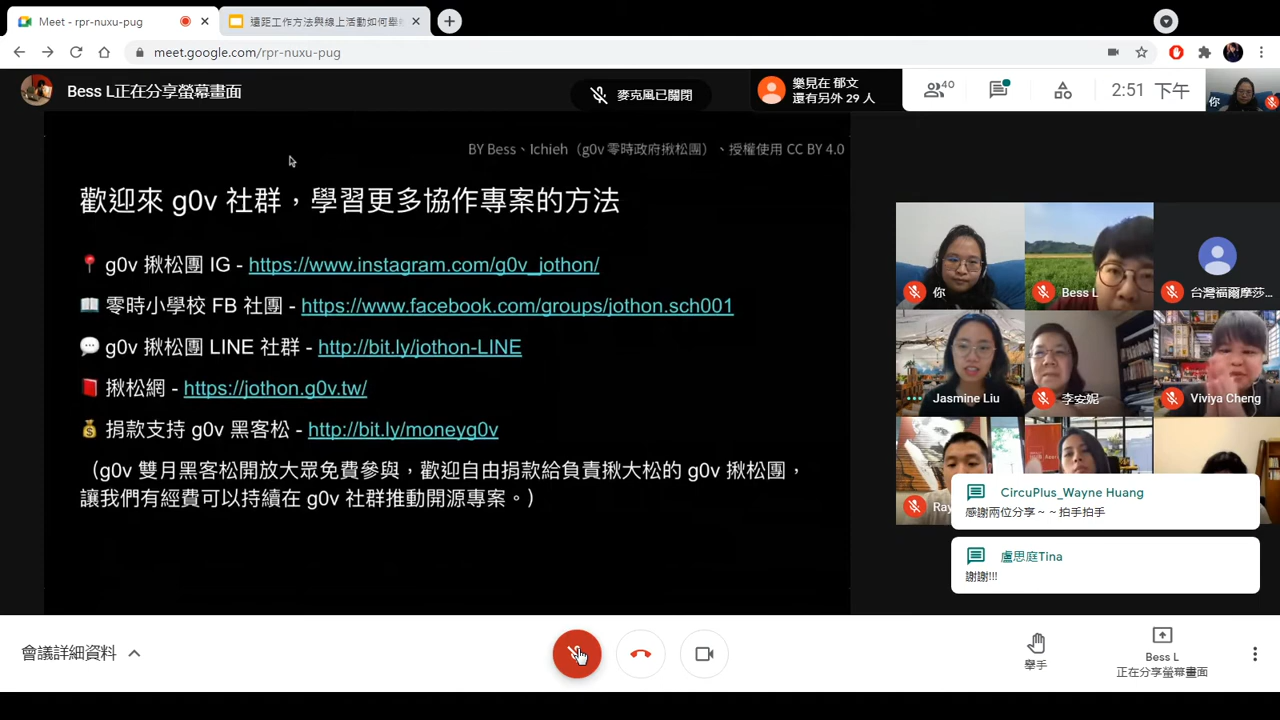 Meet - rpr-nuxu-pug
遠距工作方法與線上活動如何舉
meet.google.com/rpr-nuxu-pug
Bess L正在分享螢幕畫面
麥克風已關閉
樂見在 郁文
還有另外 29 人
40
2:51 下午
你
BY Bess、Ichieh（g0v 零時政府揪松團）、授權使用 CC BY 4.0
歡迎來 g0v 社群，學習更多協作專案的方法
📍 g0v 揪松團 IG - https://www.instagram.com/g0v_jothon/
📖 零時小學校 FB 社團 - https://www.facebook.com/groups/jothon.sch001
💬 g0v 揪松團 LINE 社群 - http://bit.ly/jothon-LINE
📕 揪松網 - https://jothon.g0v.tw/
💰 捐款支持 g0v 黑客松 - http://bit.ly/moneyg0v
（g0v 雙月黑客松開放大眾免費參與，歡迎自由捐款給負責揪大松的 g0v 揪松團，
讓我們有經費可以持續在 g0v 社群推動開源專案。）
你
Bess L
台灣福爾摩莎...
Jasmine Liu
李安妮
Viviya Cheng
Ray
CircuPlus_Wayne Huang
感謝兩位分享～～拍手拍手
盧思庭Tina
謝謝!!!
會議詳細資料
舉手
Bess L
正在分享螢幕畫面